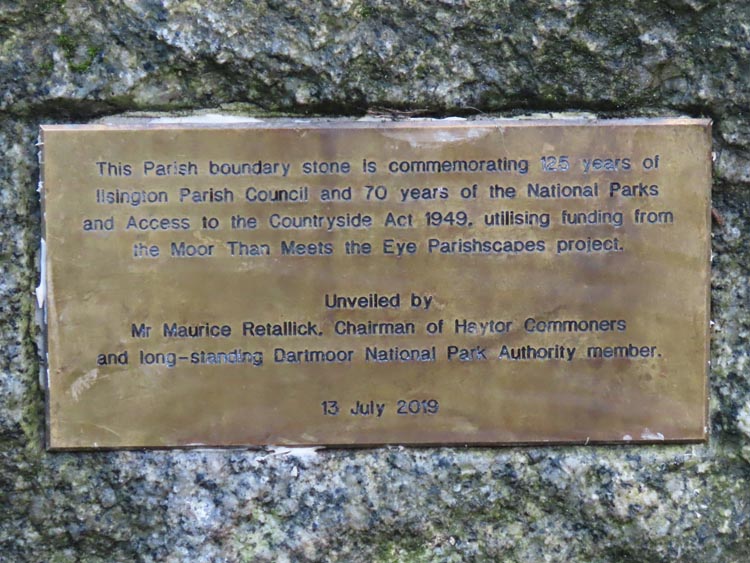 This Parish boundary stone is commemorating 125 years of
Ilsington Parish Council and 70 years of the National Parks
and Access to the Countryside Act 1949, utilising funding from
the Moor Than Meets the Eye Parishscapes project.
Unveiled by
Mr Maurice Retallick, Chairman of Haytor Commoners
and long-standing Dartmoor National Park Authority member.
13 July 2019